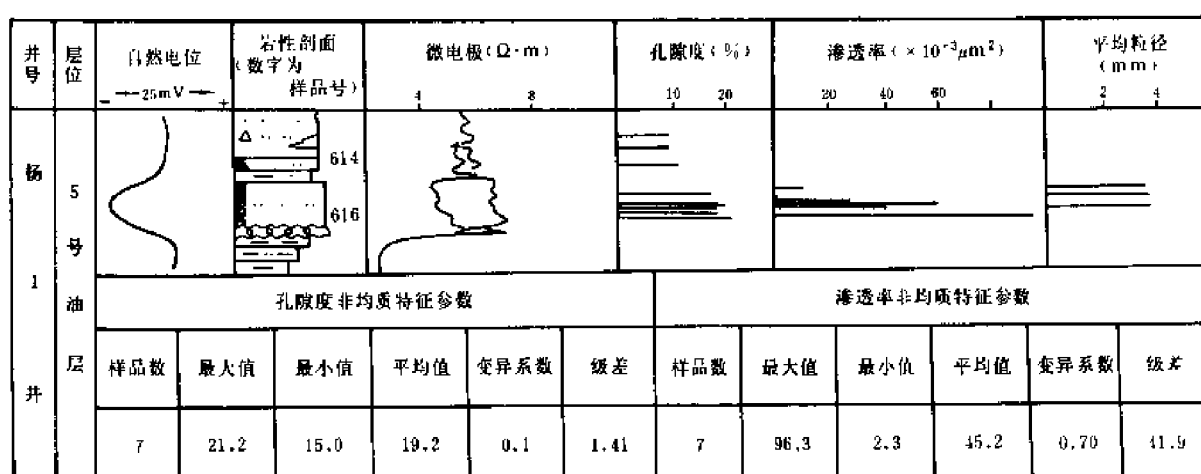 井号
层位
自然电位
− 25mV +
岩性剖面
(数字为
样品号)
微电极(Ω·m)
4 8
孔隙度(%)
10 20
渗透率(×10⁻³μm²)
20 40 60
平均粒径
(mm)
2 4
杨1井
5号油层
614
616
孔隙度非均质特征参数
渗透率非均质特征参数
样品数 最大值 最小值 平均值 变异系数 级差 样品数 最大值 最小值 平均值 变异系数 级差
7 21.2 15.0 19.2 0.1 1.41 7 96.3 2.3 45.2 0.70 41.9